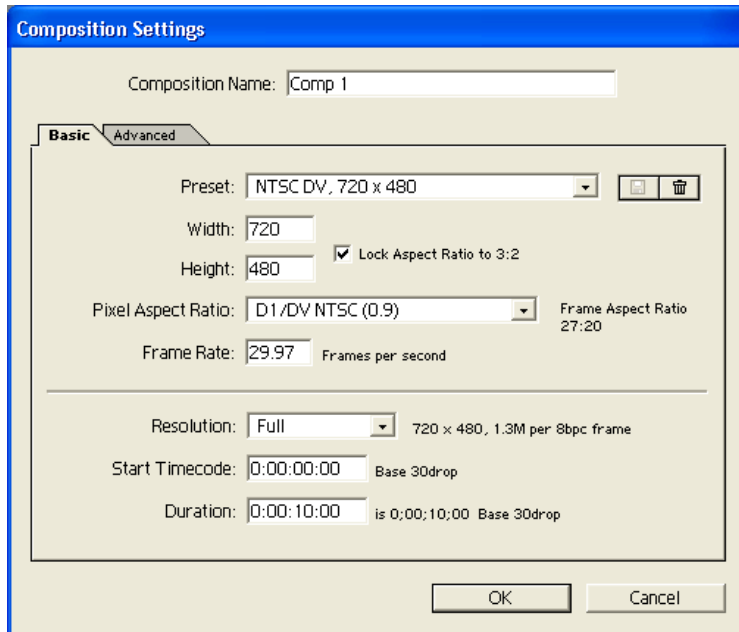 Composition Settings
Composition Name: Comp 1
Basic Advanced
Preset: NTSC DV, 720 x 480
Width: 720
Lock Aspect Ratio to 3:2
Height: 480
Pixel Aspect Ratio: D1/DV NTSC (0.9) Frame Aspect Ratio
27:20
Frame Rate: 29.97 Frames per second
Resolution: Full 720 x 480, 1.3M per 8bpc frame
Start Timecode: 0:00:00:00 Base 30drop
Duration: 0:00:10:00 is 0;00;10;00 Base 30drop
OK Cancel